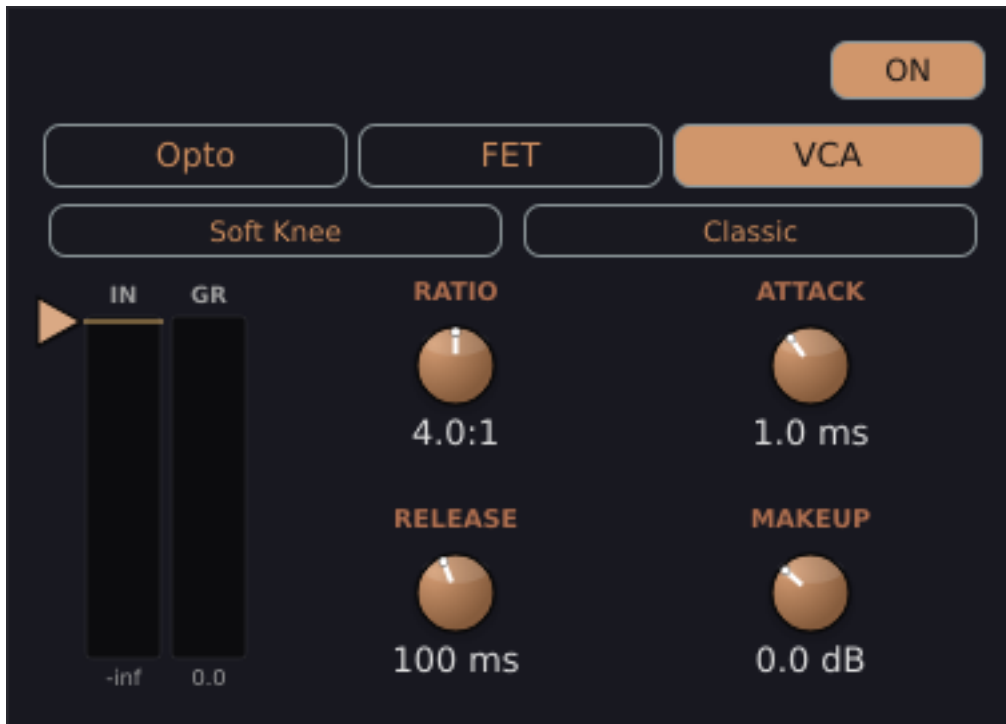 ON
Opto FET VCA
Soft Knee Classic
IN GR RATIO ATTACK
4.0:1 1.0 ms
RELEASE MAKEUP
100 ms 0.0 dB
-inf 0.0